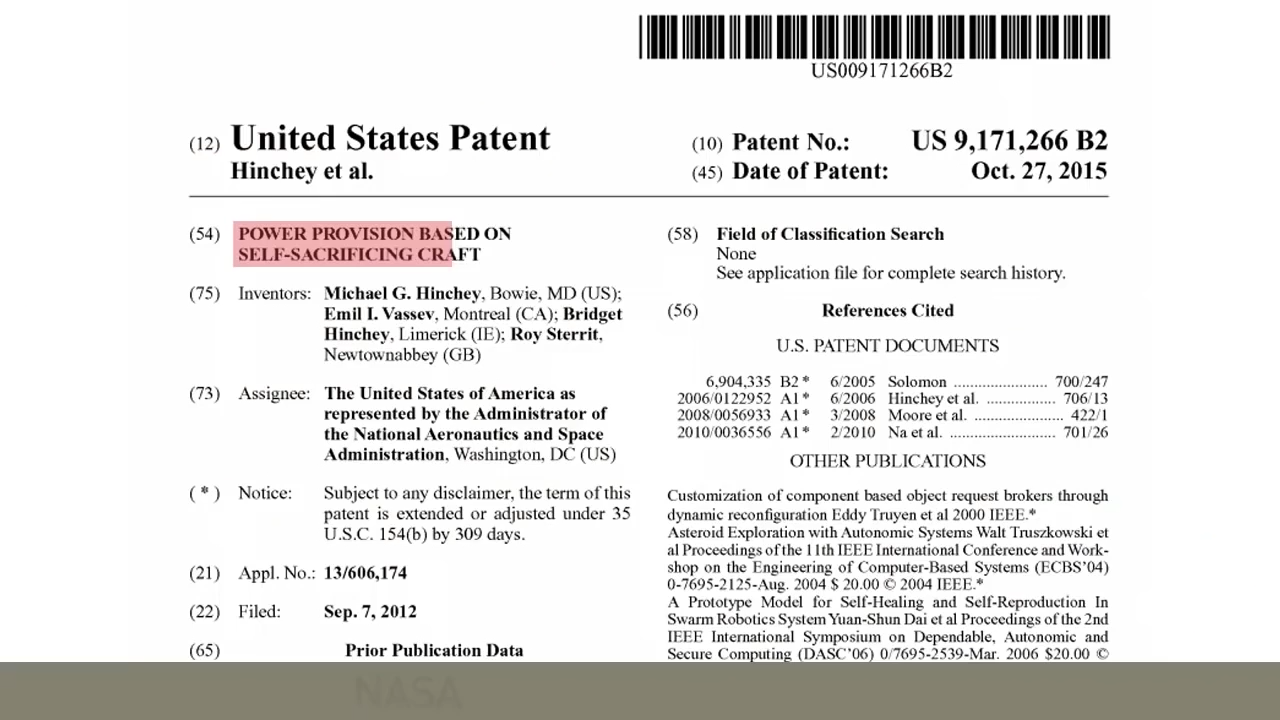 US009171266B2
(12) United States Patent
Hinchey et al.
(10) Patent No.: US 9,171,266 B2
(45) Date of Patent: Oct. 27, 2015
(54) POWER PROVISION BASED ON
SELF-SACRIFICING CRAFT
(75) Inventors: Michael G. Hinchey, Bowie, MD (US);
Emil I. Vassev, Montreal (CA); Bridget
Hinchey, Limerick (IE); Roy Sterrit,
Newtownabbey (GB)
(73) Assignee: The United States of America as
represented by the Administrator of
the National Aeronautics and Space
Administration, Washington, DC (US)
( * ) Notice: Subject to any disclaimer, the term of this
patent is extended or adjusted under 35
U.S.C. 154(b) by 309 days.
(21) Appl. No.: 13/606,174
(22) Filed: Sep. 7, 2012
(65) Prior Publication Data
(58) Field of Classification Search
None
See application file for complete search history.
(56) References Cited
U.S. PATENT DOCUMENTS
6,904,335 B2 * 6/2005 Solomon ....................... 700/247
2006/0122952 A1 * 6/2006 Hinchey et al. ................. 706/13
2008/0056933 A1 * 3/2008 Moore et al. ...................... 422/1
2010/0036556 A1 * 2/2010 Na et al. .......................... 701/26
OTHER PUBLICATIONS
Customization of component based object request brokers through
dynamic reconfiguration Eddy Truyen et al 2000 IEEE.*
Asteroid Exploration with Autonomic Systems Walt Truszkowski et
al Proceedings of the 11th IEEE International Conference and Work-
shop on the Engineering of Computer-Based Systems (ECBS'04)
0-7695-2125-Aug. 2004 $ 20.00 © 2004 IEEE.*
A Prototype Model for Self-Healing and Self-Reproduction In
Swarm Robotics System Yuan-Shun Dai et al Proceedings of the 2nd
IEEE International Symposium on Dependable, Autonomic and
Secure Computing (DASC'06) 0/7695-2539-Mar. 2006 $20.00 ©
NASA